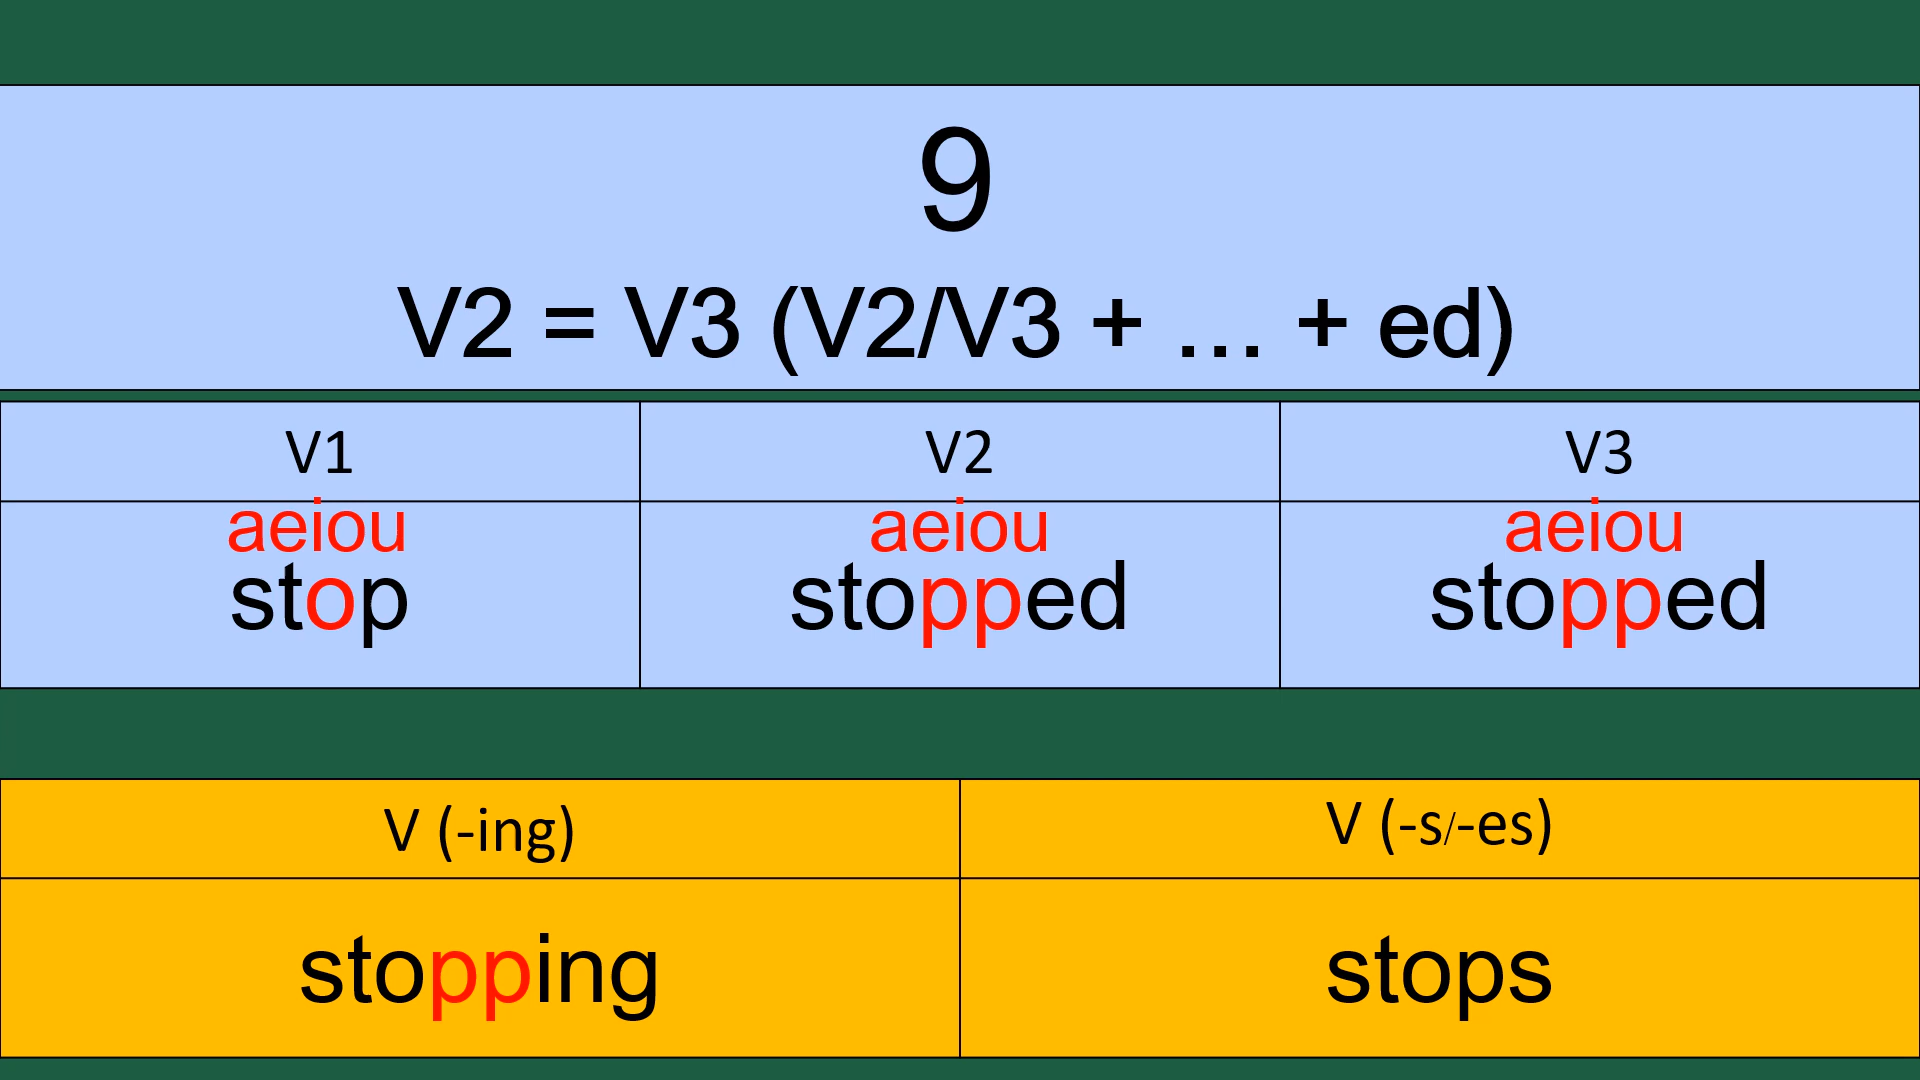 9
V2 = V3 (V2/V3 + … + ed)
V1 V2 V3
aeiou aeiou aeiou
stop stopped stopped
V (-ing) V (-s/-es)
stopping stops